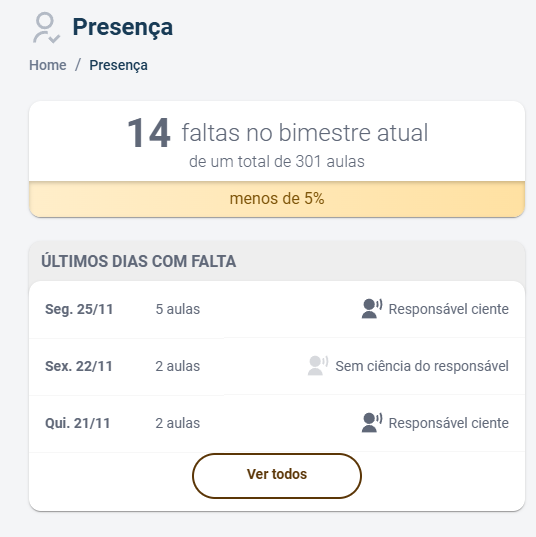 Presença
Home / Presença
14 faltas no bimestre atual
de um total de 301 aulas
menos de 5%
ÚLTIMOS DIAS COM FALTA
Seg. 25/11 5 aulas Responsável ciente
Sex. 22/11 2 aulas Sem ciência do responsável
Qui. 21/11 2 aulas Responsável ciente
Ver todos